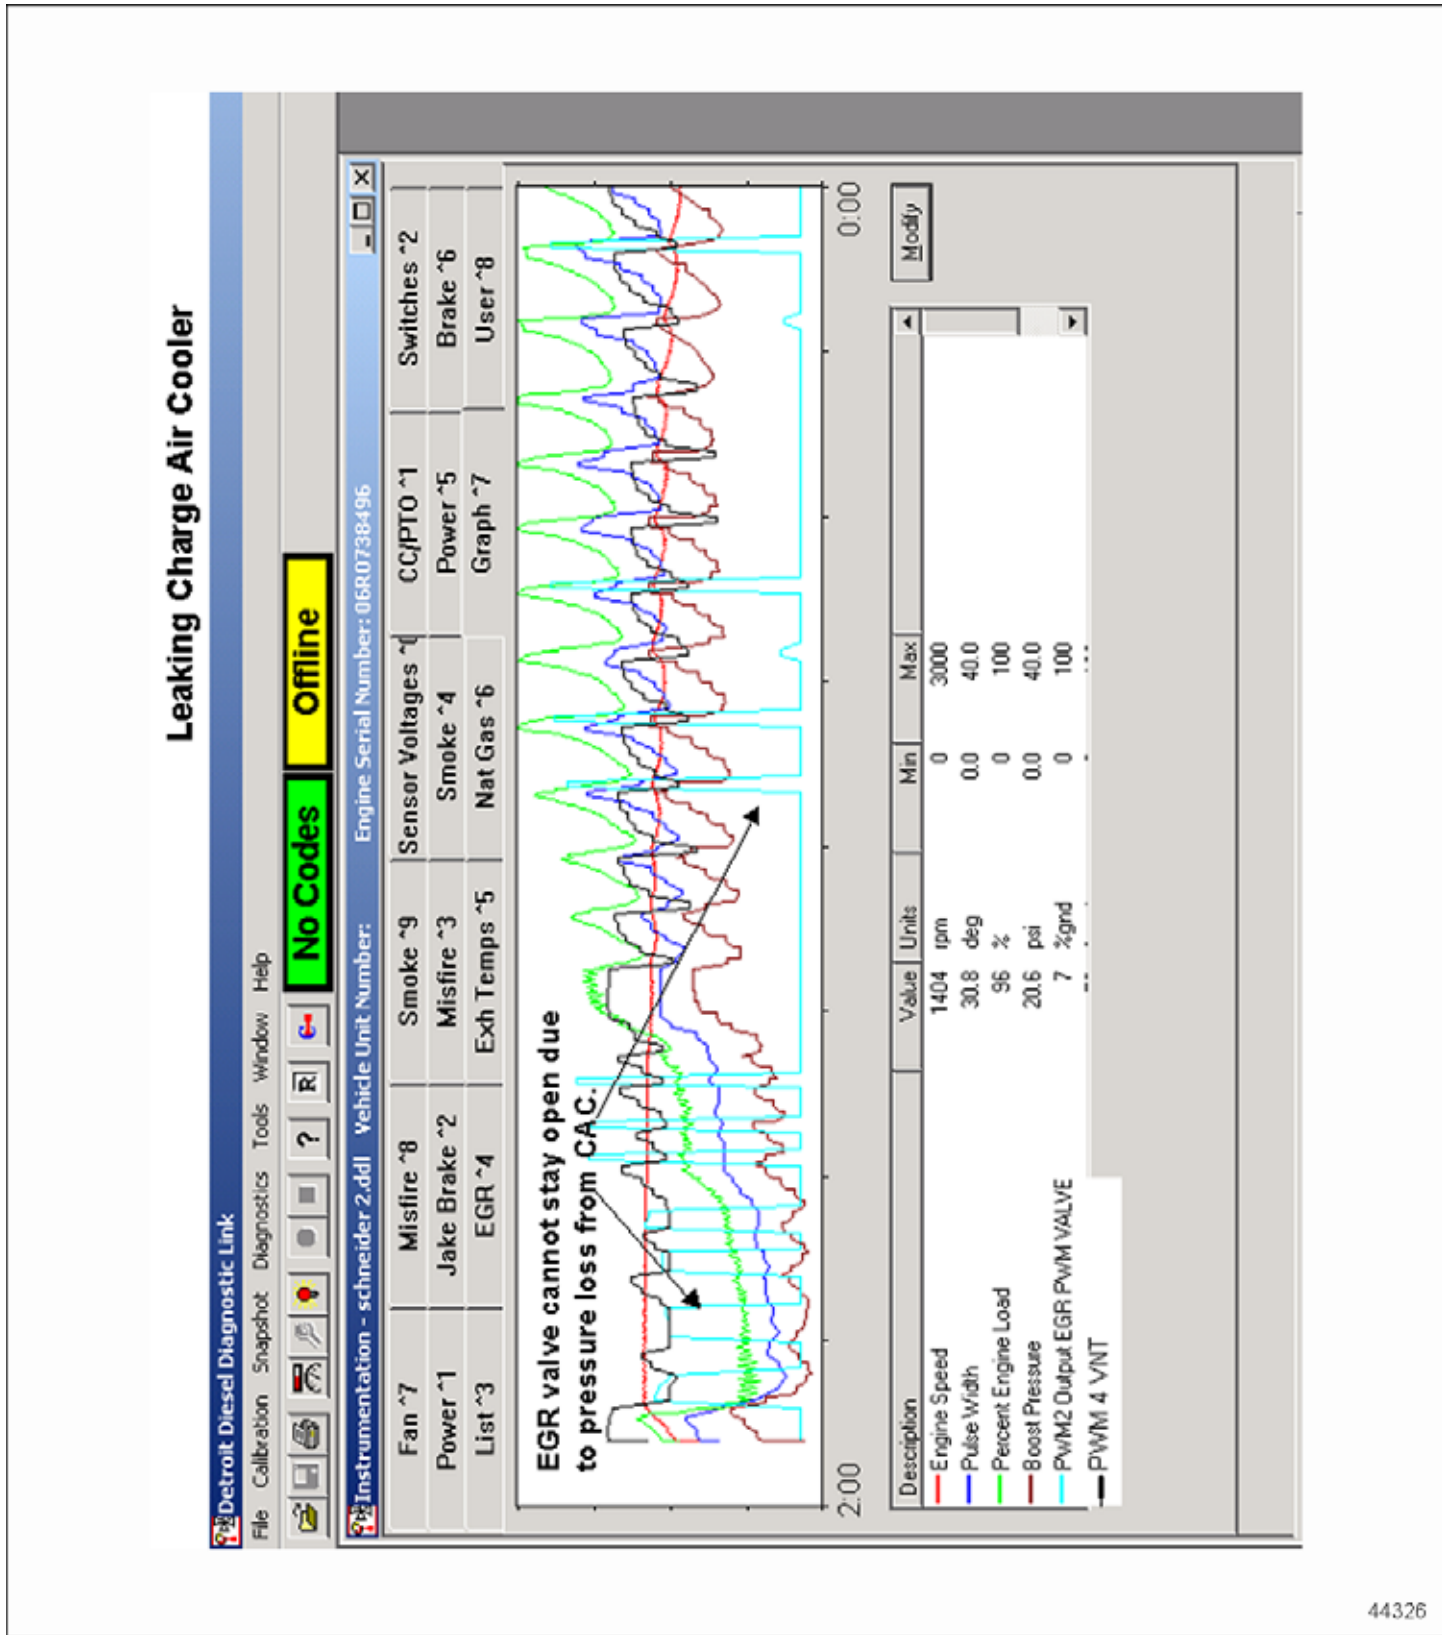 Leaking Charge Air Cooler
Detroit Diesel Diagnostic Link
File Calibration Snapshot Diagnostics Tools Window Help
No Codes Offline
Instrumentation - schneider 2.ddl Vehicle Unit Number: Engine Serial Number: 06R0738496
Fan ^7 Misfire ^8 Smoke ^9 Sensor Voltages CC/PTO ^1 Switches ^2
Power ^1 Jake Brake ^2 Misfire ^3 Smoke ^4 Power ^5 Brake ^6
List ^3 EGR ^4 Exh Temps ^5 Nat Gas ^6 Graph ^7 User ^8
EGR valve cannot stay open due
to pressure loss from CAC.
2:00 0:00
Description Value Units Min Max Modify
Engine Speed 1404 rpm 0 3000
Pulse Width 30.8 deg 0.0 40.0
Percent Engine Load 96 % 0 100
Boost Pressure 20.6 psi 0.0 40.0
PWM2 Output EGR PWM VALVE 7 %gnd 0 100
PWM 4 VNT
44326